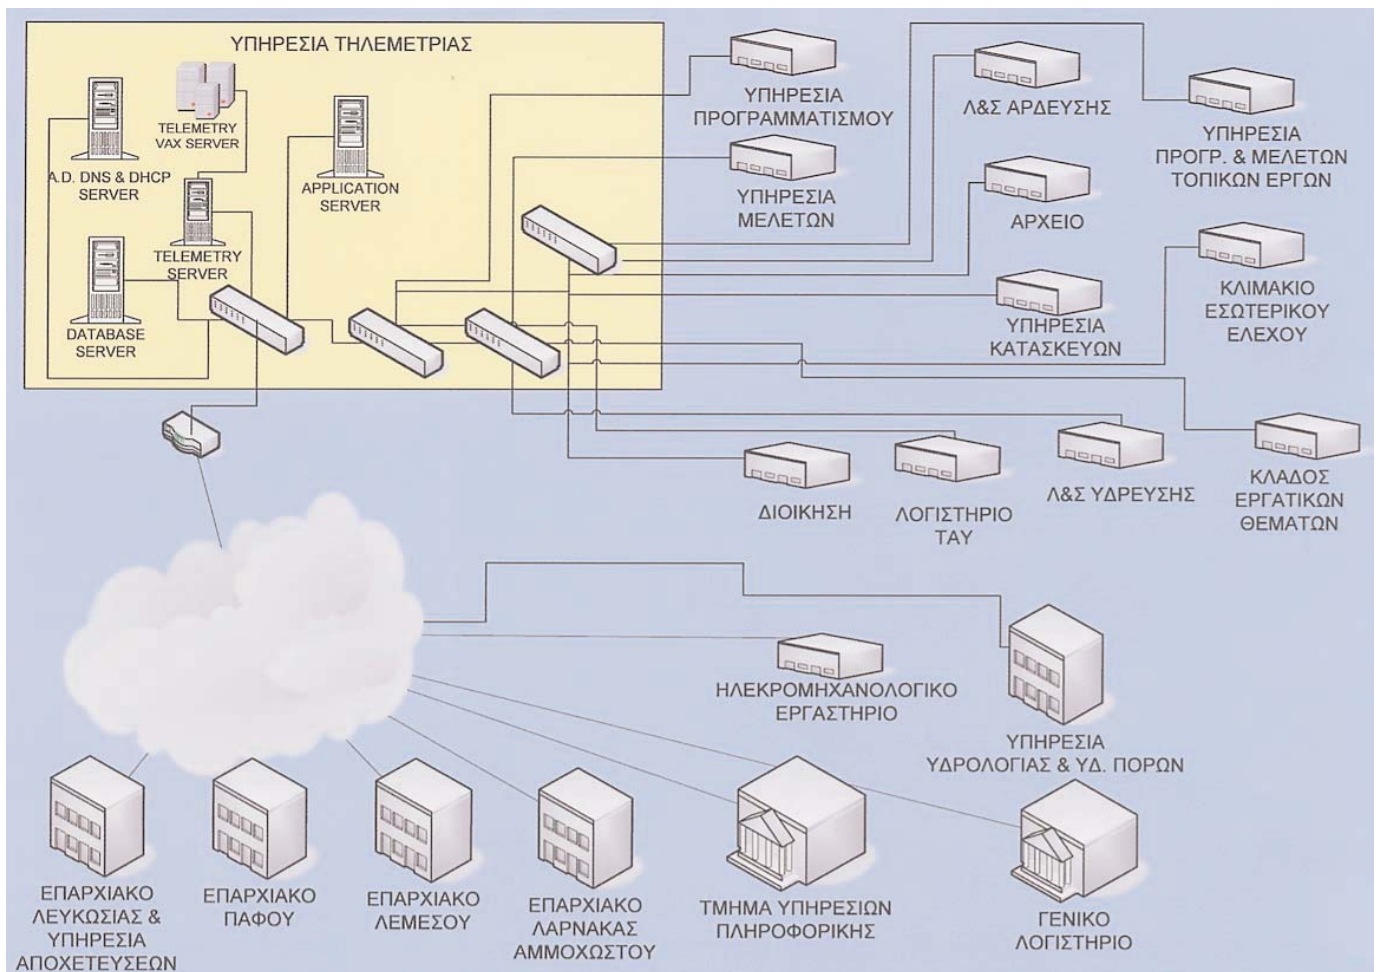 ΥΠΗΡΕΣΙΑ ΤΗΛΕΜΕΤΡΙΑΣ
TELEMETRY
VAX SERVER
A.D. DNS & DHCP
SERVER
APPLICATION
SERVER
TELEMETRY
SERVER
DATABASE
SERVER
ΥΠΗΡΕΣΙΑ
ΠΡΟΓΡΑΜΜΑΤΙΣΜΟΥ
Λ&Σ ΑΡΔΕΥΣΗΣ
ΥΠΗΡΕΣΙΑ
ΠΡΟΓΡ. & ΜΕΛΕΤΩΝ
ΤΟΠΙΚΩΝ ΕΡΓΩΝ
ΥΠΗΡΕΣΙΑ
ΜΕΛΕΤΩΝ
ΑΡΧΕΙΟ
ΚΛΙΜΑΚΙΟ
ΕΣΩΤΕΡΙΚΟΥ
ΕΛΕΧΟΥ
ΥΠΗΡΕΣΙΑ
ΚΑΤΑΣΚΕΥΩΝ
ΔΙΟΙΚΗΣΗ
ΛΟΓΙΣΤΗΡΙΟ
ΤΑΥ
Λ&Σ ΥΔΡΕΥΣΗΣ
ΚΛΑΔΟΣ
ΕΡΓΑΤΙΚΩΝ
ΘΕΜΑΤΩΝ
ΗΛΕΚΡΟΜΗΧΑΝΟΛΟΓΙΚΟ
ΕΡΓΑΣΤΗΡΙΟ
ΥΠΗΡΕΣΙΑ
ΥΔΡΟΛΟΓΙΑΣ & ΥΔ. ΠΟΡΩΝ
ΕΠΑΡΧΙΑΚΟ
ΛΕΥΚΩΣΙΑΣ &
ΥΠΗΡΕΣΙΑ
ΑΠΟΧΕΤΕΥΣΕΩΝ
ΕΠΑΡΧΙΑΚΟ
ΠΑΦΟΥ
ΕΠΑΡΧΙΑΚΟ
ΛΕΜΕΣΟΥ
ΕΠΑΡΧΙΑΚΟ
ΛΑΡΝΑΚΑΣ
ΑΜΜΟΧΩΣΤΟΥ
ΤΜΗΜΑ ΥΠΗΡΕΣΙΩΝ
ΠΛΗΡΟΦΟΡΙΚΗΣ
ΓΕΝΙΚΟ
ΛΟΓΙΣΤΗΡΙΟ